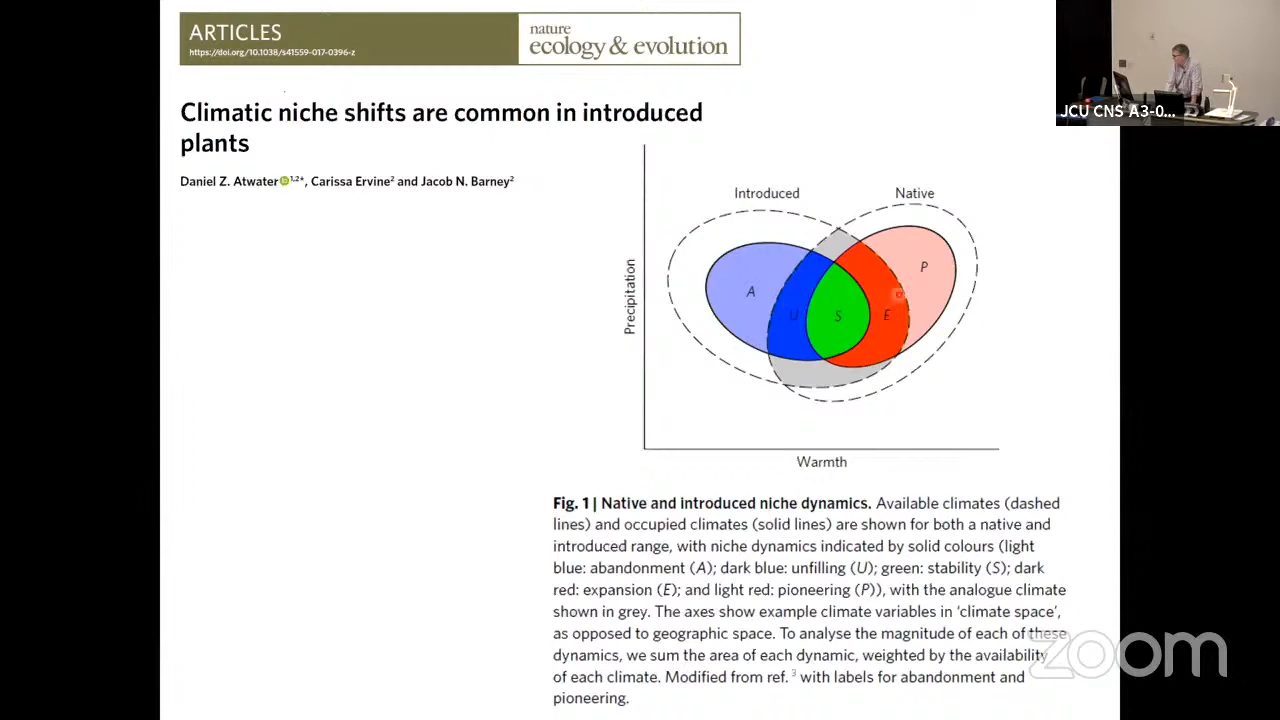 ARTICLES
https://doi.org/10.1038/s41559-017-0396-z
nature
ecology & evolution
JCU CNS A3-0...
Climatic niche shifts are common in introduced
plants
Daniel Z. Atwater 1,2*, Carissa Ervine2 and Jacob N. Barney2
Introduced
Native
Precipitation
A
U
S
E
P
Warmth
Fig. 1 | Native and introduced niche dynamics. Available climates (dashed
lines) and occupied climates (solid lines) are shown for both a native and
introduced range, with niche dynamics indicated by solid colours (light
blue: abandonment (A); dark blue: unfilling (U); green: stability (S); dark
red: expansion (E); and light red: pioneering (P)), with the analogue climate
shown in grey. The axes show example climate variables in ‘climate space’,
as opposed to geographic space. To analyse the magnitude of each of these
dynamics, we sum the area of each dynamic, weighted by the availability
of each climate. Modified from ref. 3 with labels for abandonment and
pioneering.
zoom